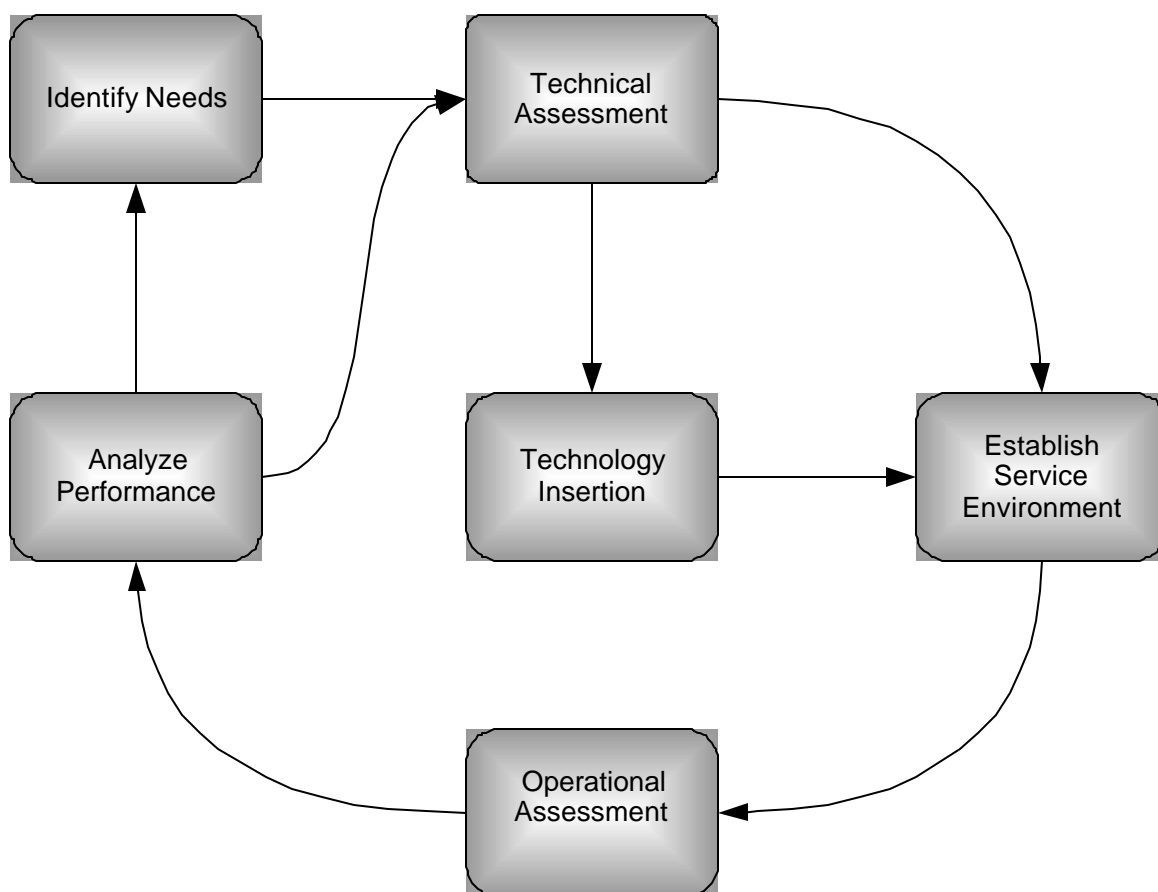 Identify Needs
Technical
Assessment
Analyze
Performance
Technology
Insertion
Establish
Service
Environment
Operational
Assessment